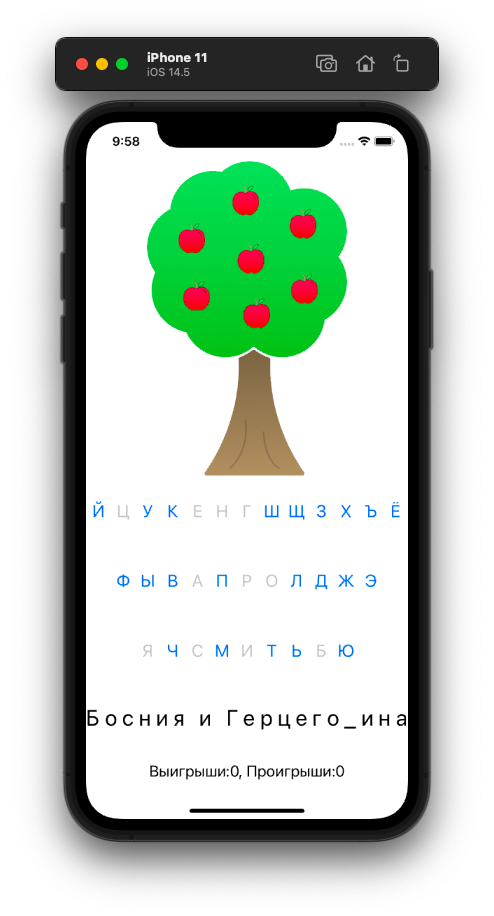 iPhone 11
iOS 14.5
9:58
Й Ц У К Е Н Г Ш Щ З Х Ъ Ё
Ф Ы В А П Р О Л Д Ж Э
Я Ч С М И Т Ь Б Ю
Босния и Герцего_ина
Выигрыши:0, Проигрыши:0